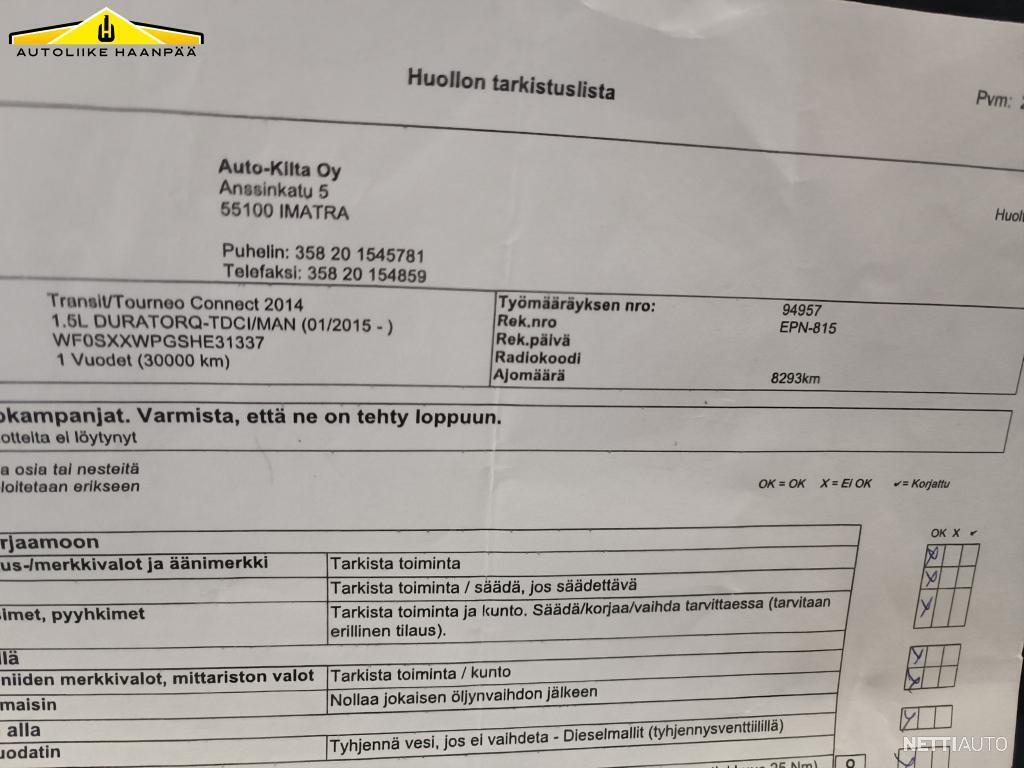 AUTOLIIKE HAANPÄÄ
Huollon tarkistuslista
Pvm:
Auto-Kilta Oy
Anssinkatu 5
55100 IMATRA
Puhelin: 358 20 1545781
Telefaksi: 358 20 154859
Transit/Tourneo Connect 2014
1.5L DURATORQ-TDCI/MAN (01/2015 - )
WF0SXXWPGSHE31337
1 Vuodet (30000 km)
Työmääräyksen nro: 94957
Rek.nro EPN-815
Rek.päivä
Radiokoodi
Ajomäärä 8293km
okampanjat. Varmista, että ne on tehty loppuun.
otteita ei löytynyt
a osia tai nesteitä
loitetaan erikseen
OK = OK X = EI OK ✔= Korjattu
OK X ✔
rjaamoon
us-/merkkivalot ja äänimerkki Tarkista toiminta
Tarkista toiminta / säädä, jos säädettävä
simet, pyyhkimet Tarkista toiminta ja kunto. Säädä/korjaa/vaihda tarvittaessa (tarvitaan
erillinen tilaus).
llä
niiden merkkivalot, mittariston valot Tarkista toiminta / kunto
maisin Nollaa jokaisen öljynvaihdon jälkeen
alla
uodatin Tyhjennä vesi, jos ei vaihdeta - Dieselmallit (tyhjennysventtiilillä)
25 Nm)
NETTIAUTO